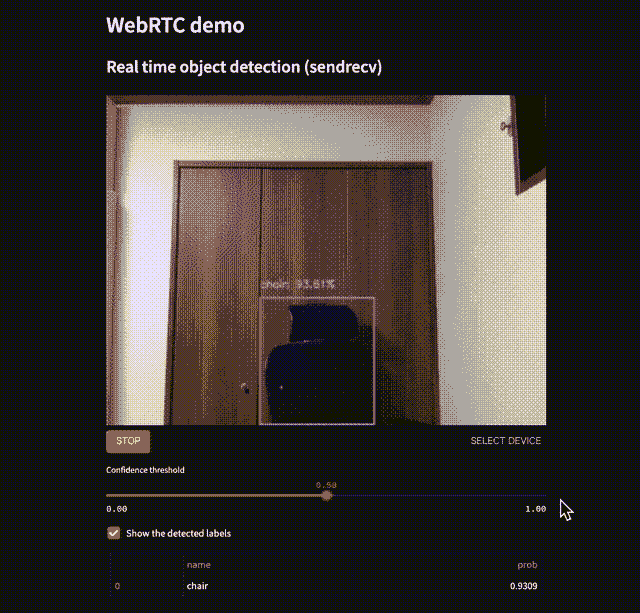 WebRTC demo
Real time object detection (sendrecv)
chair: 93.61%
STOP
SELECT DEVICE
Confidence threshold
0.50
0.00 1.00
Show the detected labels
name prob
0 chair 0.9309